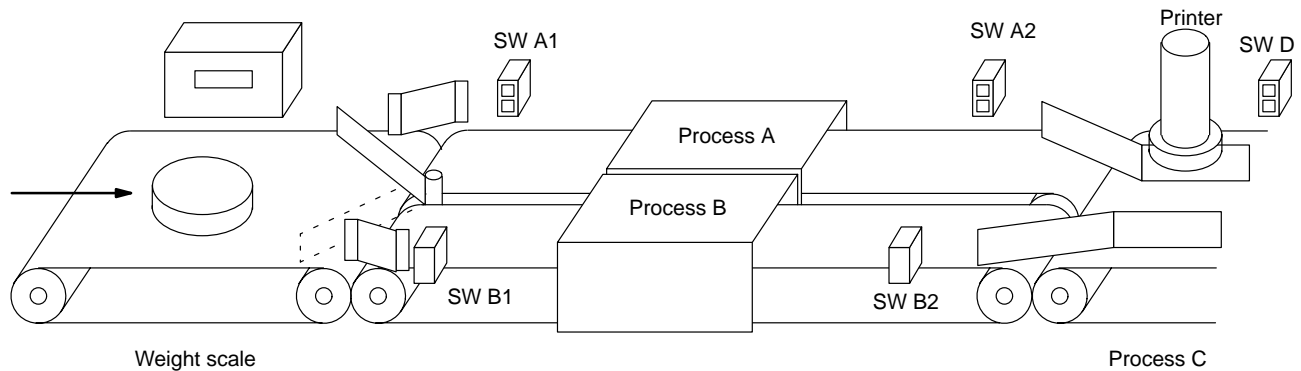 Printer
SW A1
SW A2
SW D
Process A
Process B
SW B1
SW B2
Weight scale
Process C